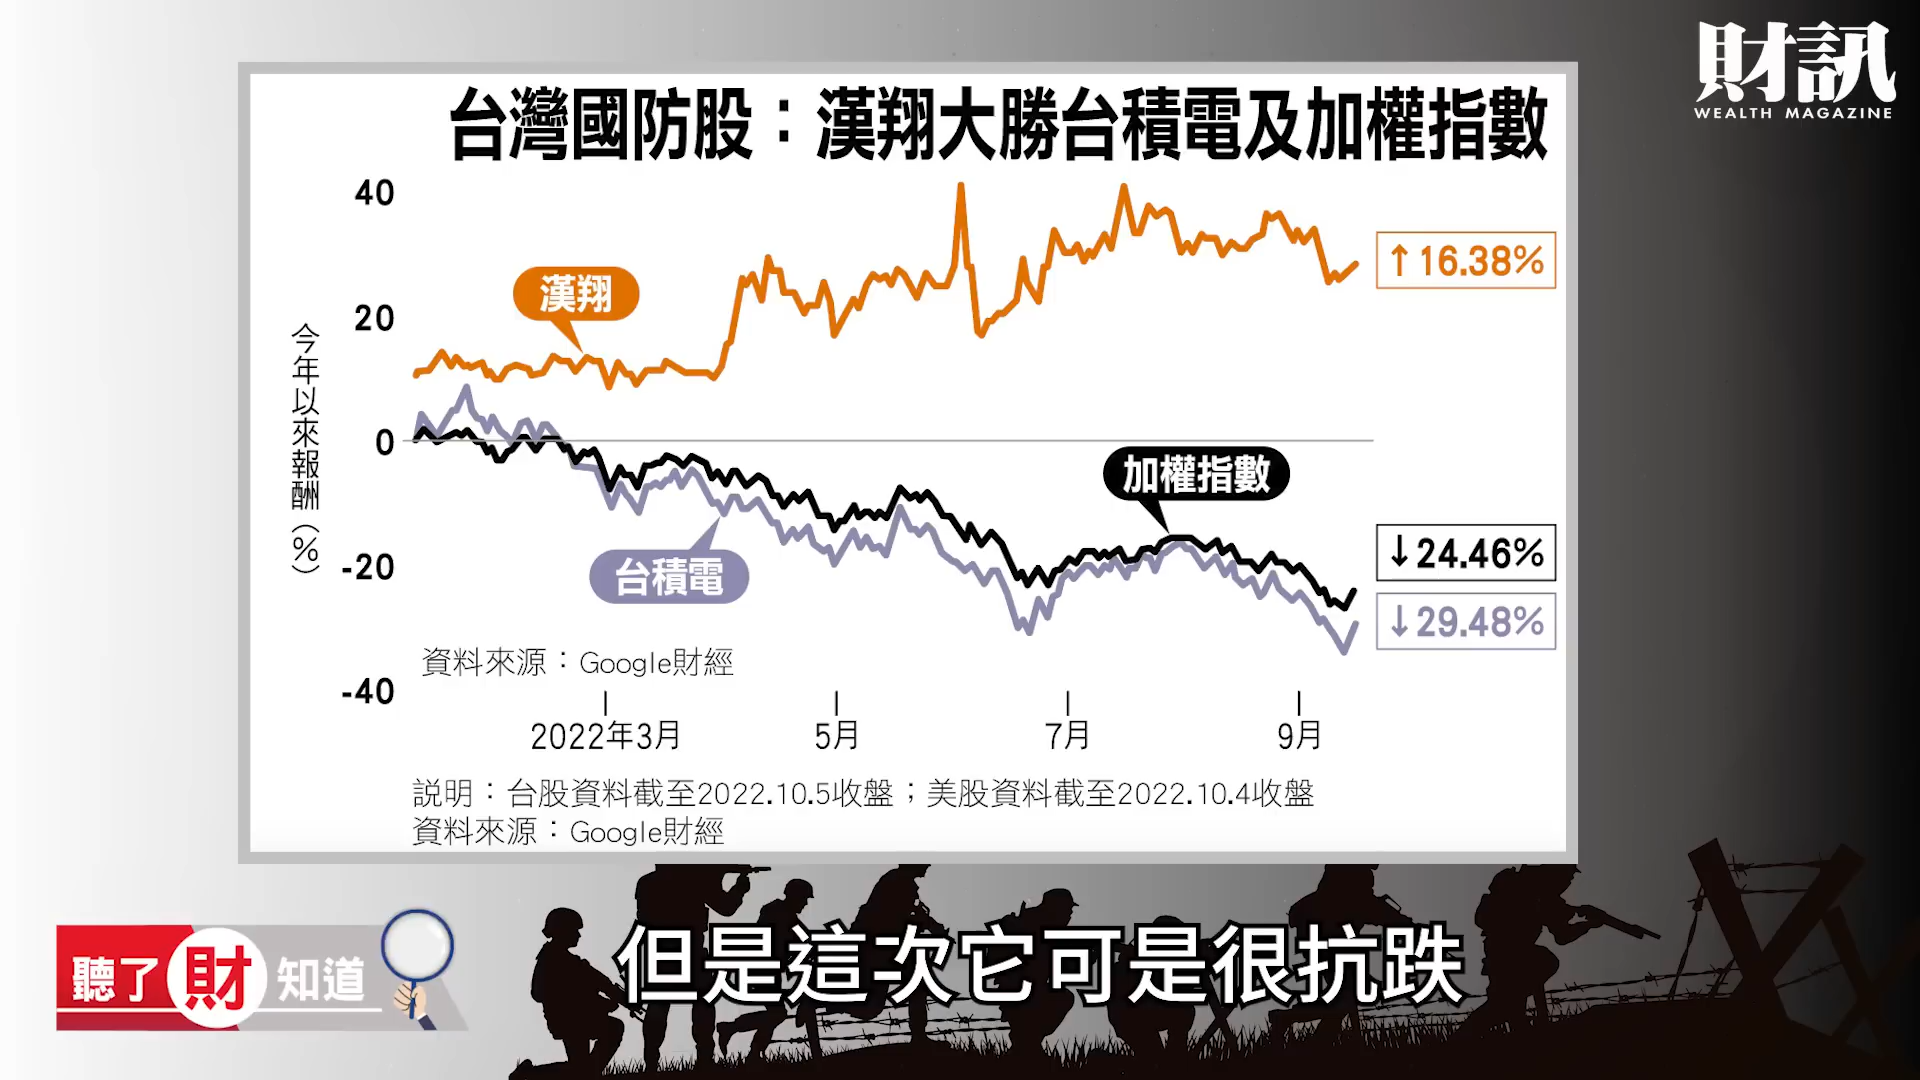 財訊
WEALTH MAGAZINE
台灣國防股：漢翔大勝台積電及加權指數
今年以來報酬（%）
40
20
0
-20
-40
漢翔
台積電
加權指數
↑16.38%
↓24.46%
↓29.48%
資料來源：Google財經
2022年3月
5月
7月
9月
説明：台股資料截至2022.10.5收盤；美股資料截至2022.10.4收盤
資料來源：Google財經
聽了財知道
但是這次它可是很抗跌